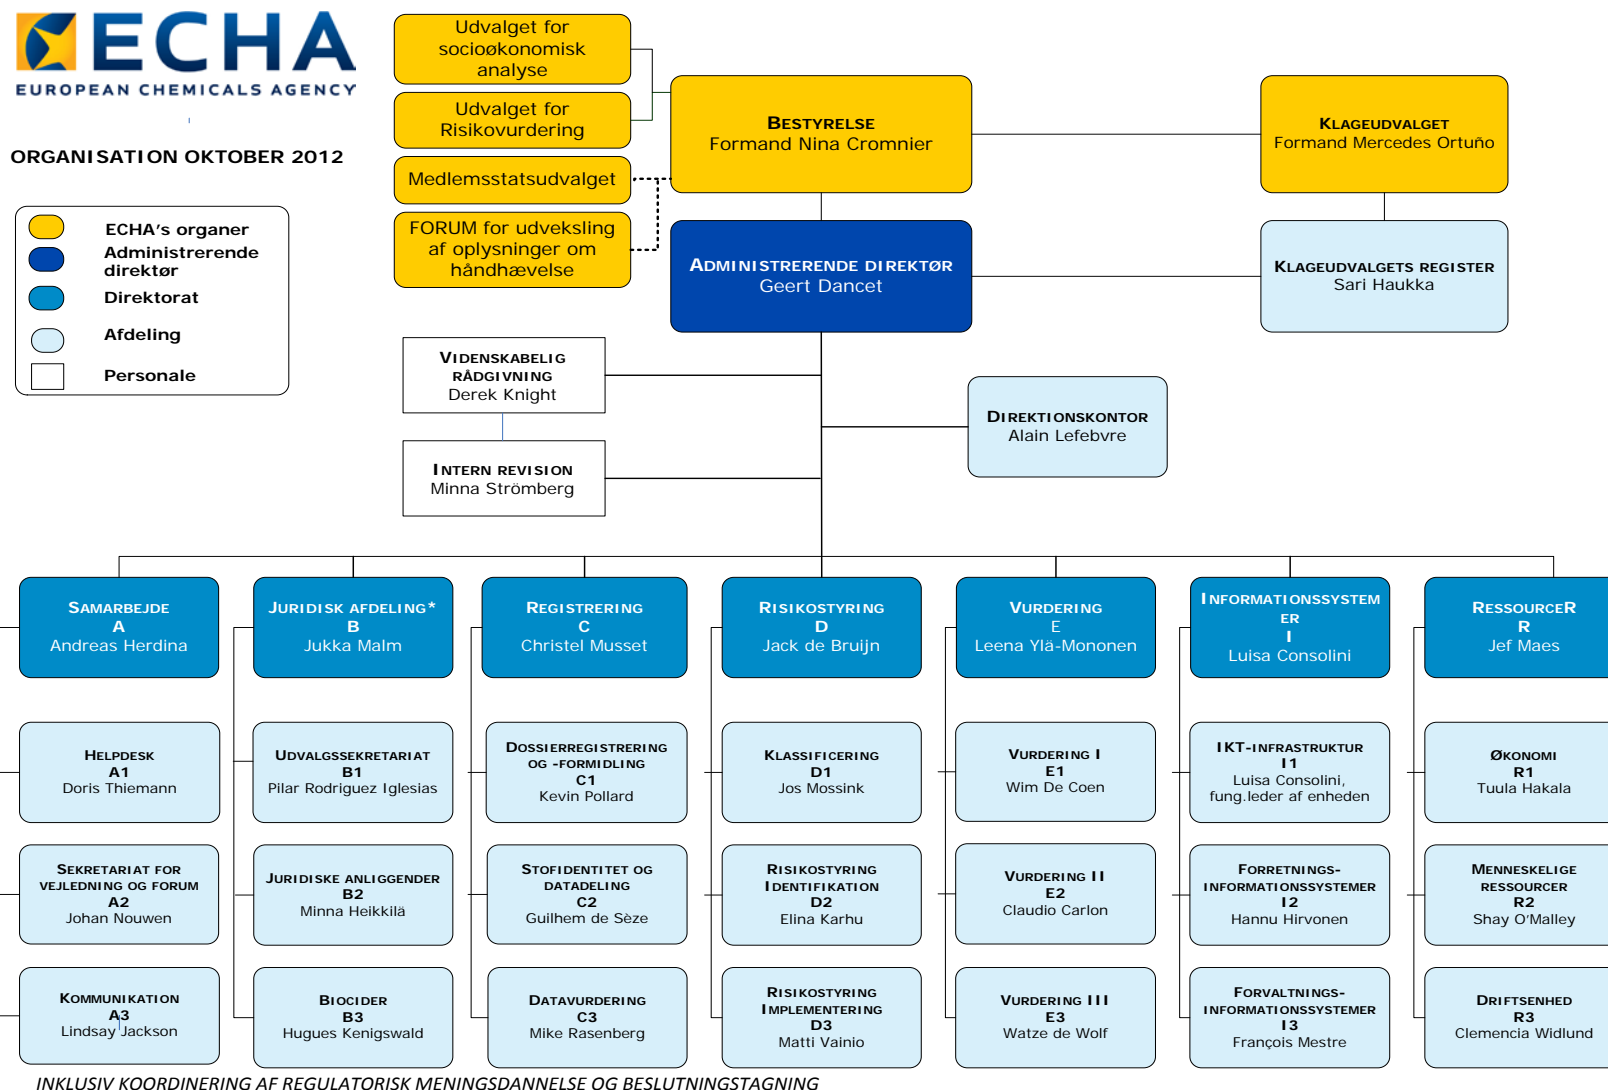 ECHA
EUROPEAN CHEMICALS AGENCY
ORGANISATION OKTOBER 2012
ECHA's organer
Administrerende
direktør
Direktorat
Afdeling
Personale
Udvalget for
socioøkonomisk
analyse
Udvalget for
Risikovurdering
Medlemsstatsudvalget
FORUM for udveksling
af oplysninger om
håndhævelse
BESTYRELSE
Formand Nina Cromnier
KLAGEUDVALGET
Formand Mercedes Ortuño
ADMINISTRERENDE DIREKTØR
Geert Dancet
KLAGEUDVALGETS REGISTER
Sari Haukka
VIDENSKABELIG
RÅDGIVNING
Derek Knight
INTERN REVISION
Minna Strömberg
DIREKTIONSKONTOR
Alain Lefebvre
SAMARBEJDE
A
Andreas Herdina
JURIDISK AFDELING*
B
Jukka Malm
REGISTRERING
C
Christel Musset
RISIKOSTYRING
D
Jack de Bruijn
VURDERING
E
Leena Ylä-Mononen
INFORMATIONSSYSTEM
ER
I
Luisa Consolini
RESSOURCER
R
Jef Maes
HELPDESK
A1
Doris Thiemann
UDVALGSSEKRETARIAT
B1
Pilar Rodriguez Iglesias
DOSSIERREGISTRERING
OG -FORMIDLING
C1
Kevin Pollard
KLASSIFICERING
D1
Jos Mossink
VURDERING I
E1
Wim De Coen
IKT-INFRASTRUKTUR
I1
Luisa Consolini,
fung.leder af enheden
ØKONOMI
R1
Tuula Hakala
SEKRETARIAT FOR
VEJLEDNING OG FORUM
A2
Johan Nouwen
JURIDISKE ANLIGGENDER
B2
Minna Heikkilä
STOFIDENTITET OG
DATADELING
C2
Guilhem de Sèze
RISIKOSTYRING
IDENTIFIKATION
D2
Elina Karhu
VURDERING II
E2
Claudio Carlon
FORRETNINGS-
INFORMATIONSSYSTEMER
I2
Hannu Hirvonen
MENNESKELIGE
RESSOURCER
R2
Shay O'Malley
KOMMUNIKATION
A3
Lindsay Jackson
BIOCIDER
B3
Hugues Kenigswald
DATAVURDERING
C3
Mike Rasenberg
RISIKOSTYRING
IMPLEMENTERING
D3
Matti Vainio
VURDERING III
E3
Watze de Wolf
FORVALTNINGS-
INFORMATIONSSYSTEMER
I3
François Mestre
DRIFTSENHED
R3
Clemencia Widlund
INKLUSIV KOORDINERING AF REGULATORISK MENINGSDANNELSE OG BESLUTNINGSTAGNING